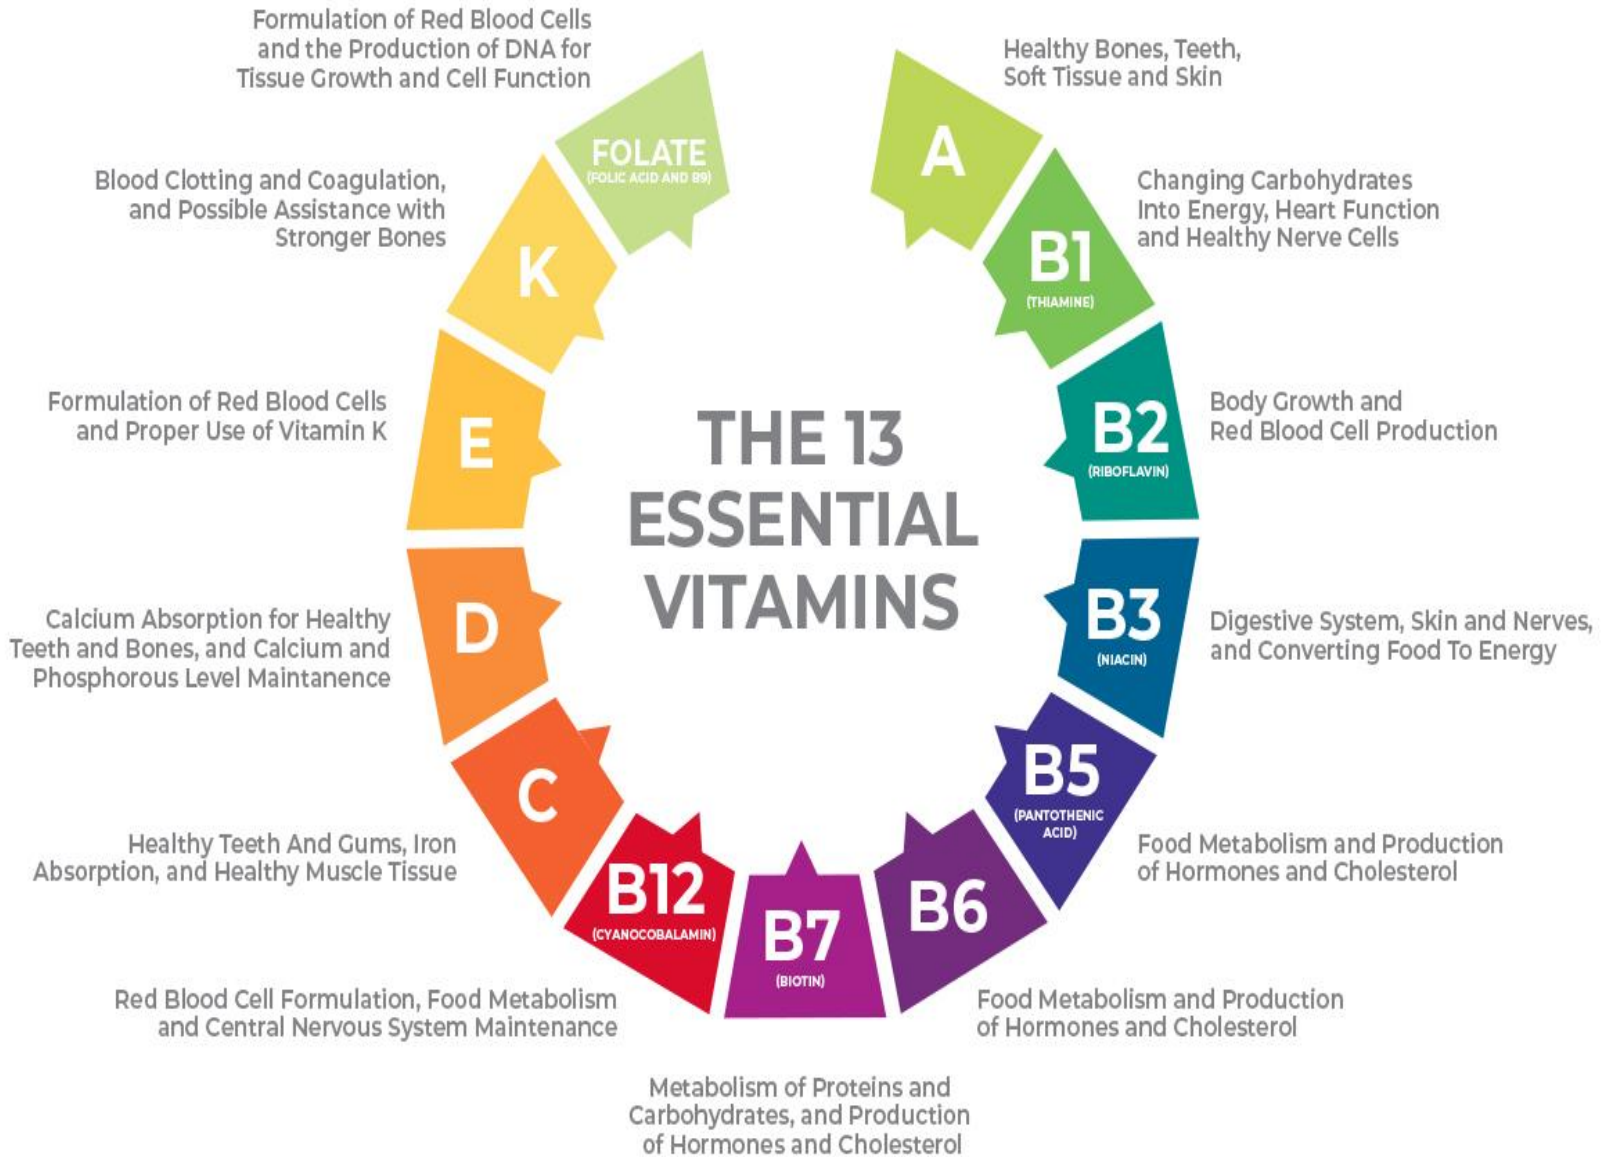 THE 13
ESSENTIAL
VITAMINS
A
Healthy Bones, Teeth,
Soft Tissue and Skin
B1
(THIAMINE)
Changing Carbohydrates
Into Energy, Heart Function
and Healthy Nerve Cells
B2
(RIBOFLAVIN)
Body Growth and
Red Blood Cell Production
B3
(NIACIN)
Digestive System, Skin and Nerves,
and Converting Food To Energy
B5
(PANTOTHENIC
ACID)
Food Metabolism and Production
of Hormones and Cholesterol
B6
Food Metabolism and Production
of Hormones and Cholesterol
B7
(BIOTIN)
Metabolism of Proteins and
Carbohydrates, and Production
of Hormones and Cholesterol
B12
(CYANOCOBALAMIN)
Red Blood Cell Formulation, Food Metabolism
and Central Nervous System Maintenance
C
Healthy Teeth And Gums, Iron
Absorption, and Healthy Muscle Tissue
D
Calcium Absorption for Healthy
Teeth and Bones, and Calcium and
Phosphorous Level Maintanence
E
Formulation of Red Blood Cells
and Proper Use of Vitamin K
K
Blood Clotting and Coagulation,
and Possible Assistance with
Stronger Bones
FOLATE
(FOLIC ACID AND B9)
Formulation of Red Blood Cells
and the Production of DNA for
Tissue Growth and Cell Function